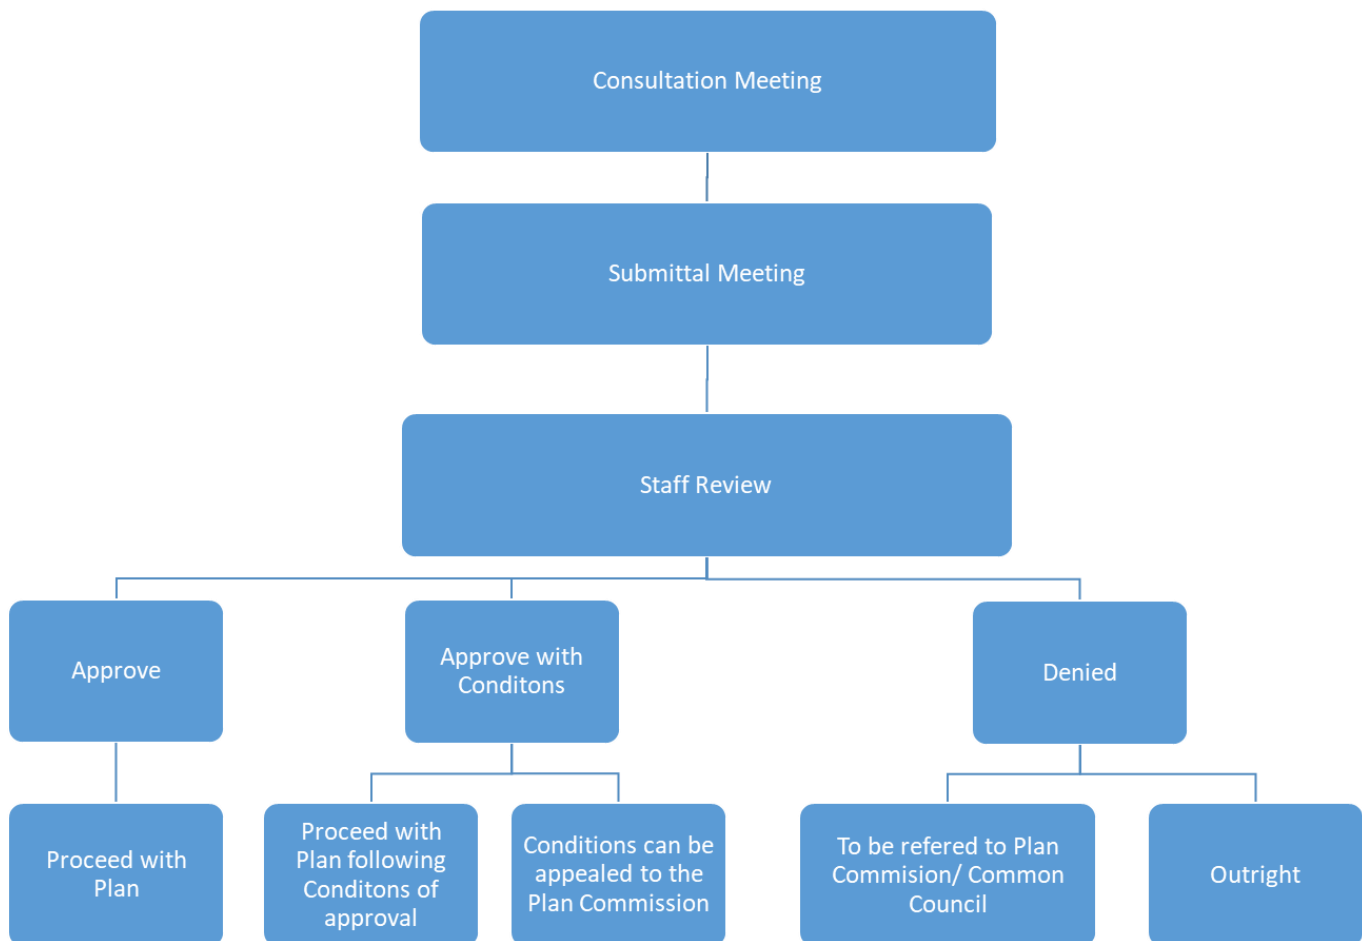 Consultation Meeting
Submittal Meeting
Staff Review
Approve
Approve with
Conditons
Denied
Proceed with
Plan
Proceed with
Plan following
Conditons of
approval
Conditions can be
appealed to the
Plan Commission
To be refered to Plan
Commision/ Common
Council
Outright